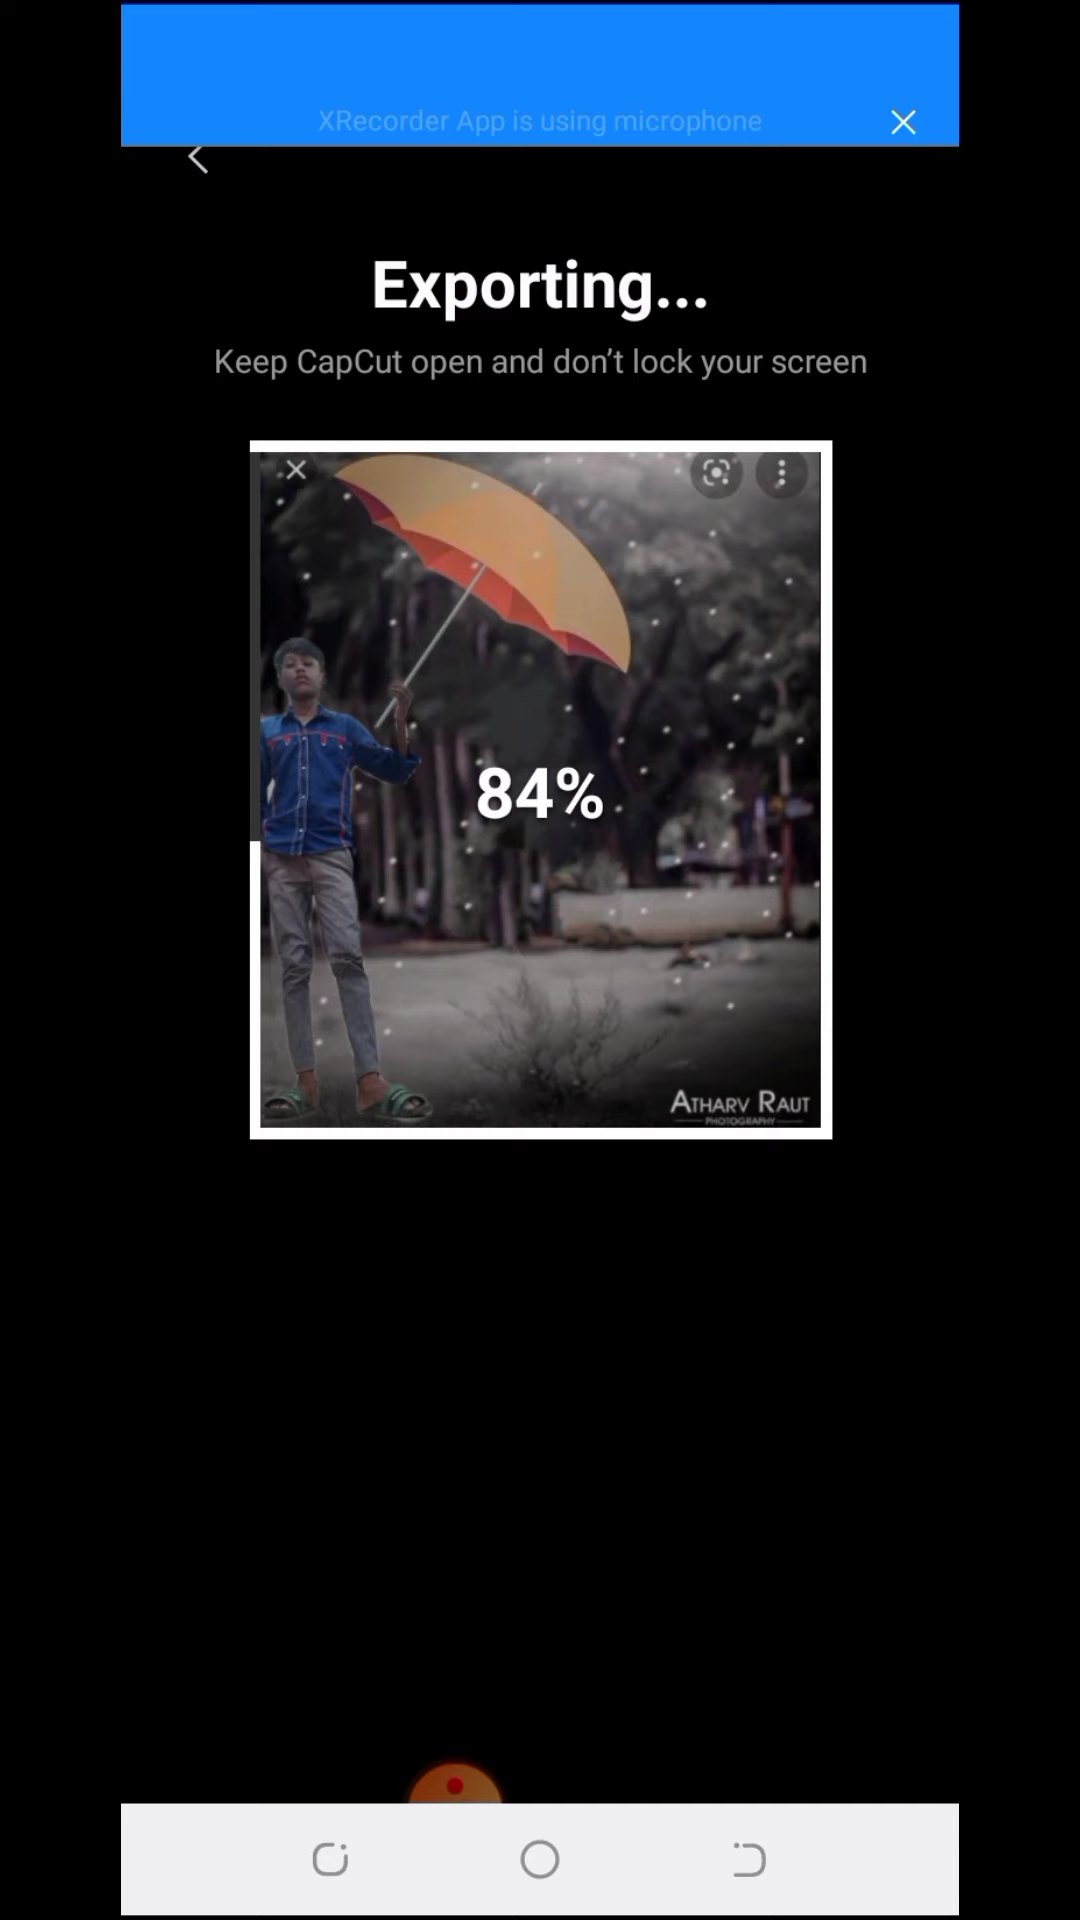 XRecorder App is using microphone
Exporting...
Keep CapCut open and don’t lock your screen
84%
ATHARV RAUT
PHOTOGRAPHY